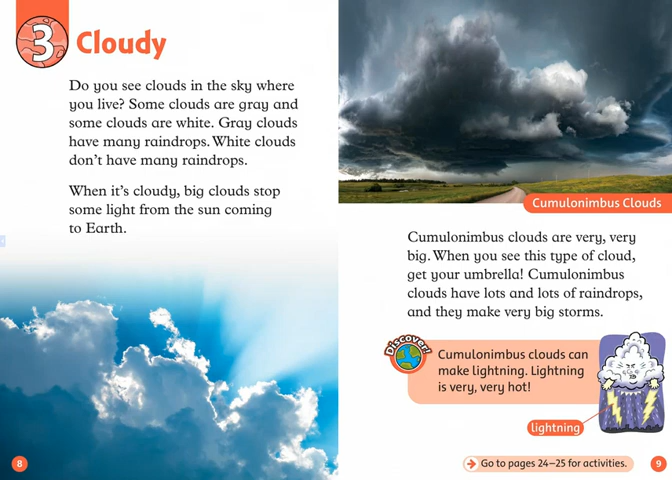 3
Cloudy
Do you see clouds in the sky where
you live? Some clouds are gray and
some clouds are white. Gray clouds
have many raindrops. White clouds
don't have many raindrops.
When it's cloudy, big clouds stop
some light from the sun coming
to Earth.
8
Cumulonimbus Clouds
Cumulonimbus clouds are very, very
big. When you see this type of cloud,
get your umbrella! Cumulonimbus
clouds have lots and lots of raindrops,
and they make very big storms.
Discover!
Cumulonimbus clouds can
make lightning. Lightning
is very, very hot!
lightning
Go to pages 24–25 for activities.
9